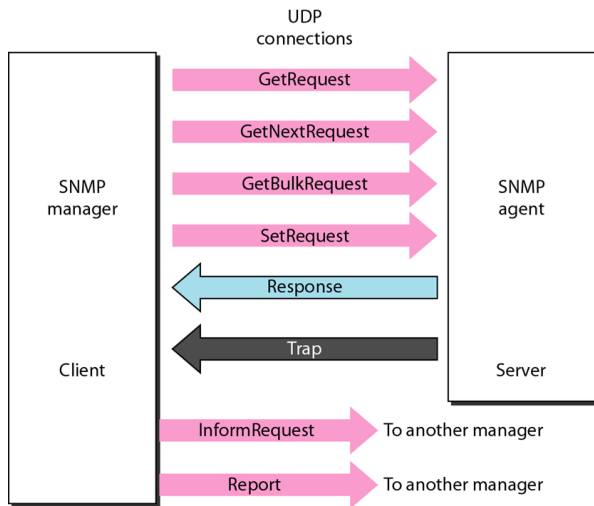 UDP
connections
GetRequest
GetNextRequest
GetBulkRequest
SetRequest
Response
Trap
SNMP
manager
Client
SNMP
agent
Server
InformRequest
To another manager
Report
To another manager